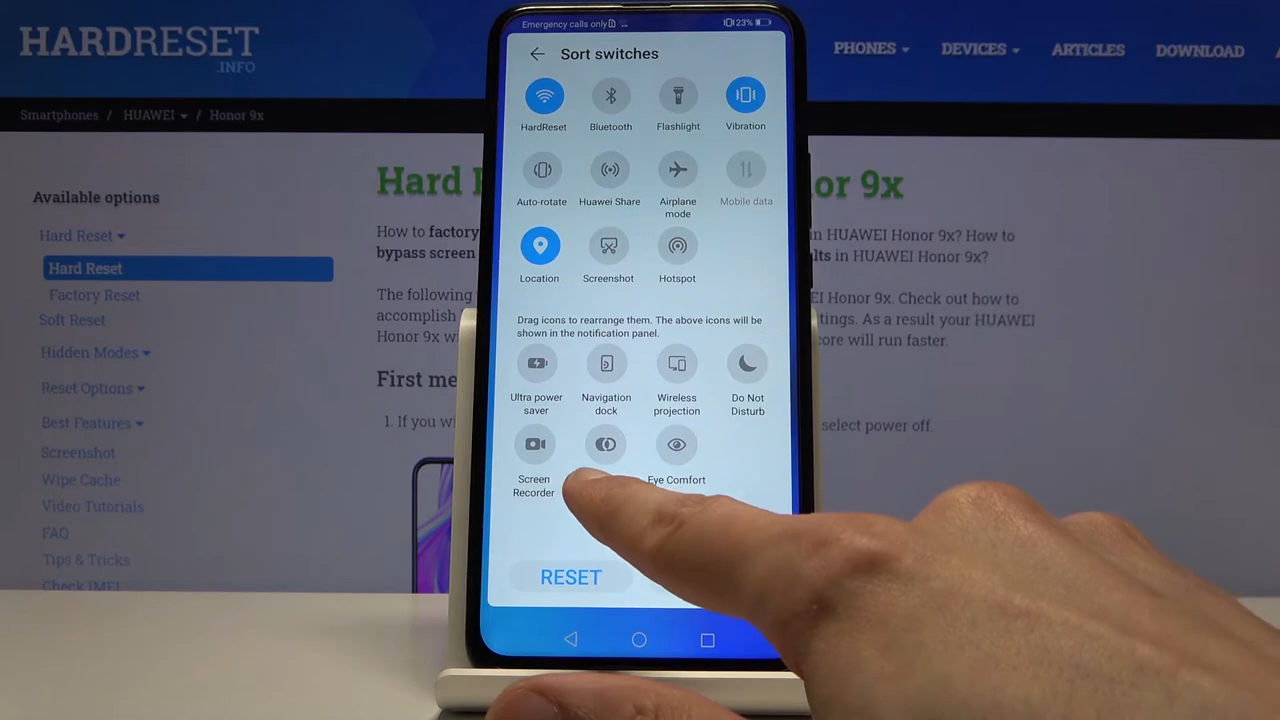 HARDRESET
.INFO
PHONES
DEVICES
ARTICLES
DOWNLOAD
Smartphones / HUAWEI / Honor 9x
Available options
Hard Reset
Hard Reset
Factory Reset
Soft Reset
Hidden Modes
Reset Options
Best Features
Screenshot
Wipe Cache
Video Tutorials
FAQ
Tips & Tricks
Check IMEI
Hard
or 9x
How to factory
in HUAWEI Honor 9x? How to
bypass screen
in HUAWEI Honor 9x?
The following
Honor 9x. Check out how to
accomplish
As a result your HUAWEI
Honor 9x
will run faster.
First
1. If you
select power off.
Emergency calls only
23%
Sort switches
HardReset
Bluetooth
Flashlight
Vibration
Auto-rotate
Huawei Share
Airplane
mode
Mobile data
Location
Screenshot
Hotspot
Drag icons to rearrange them. The above icons will be
shown in the notification panel.
Ultra power
saver
Navigation
dock
Wireless
projection
Do Not
Disturb
Screen
Recorder
Eye Comfort
RESET